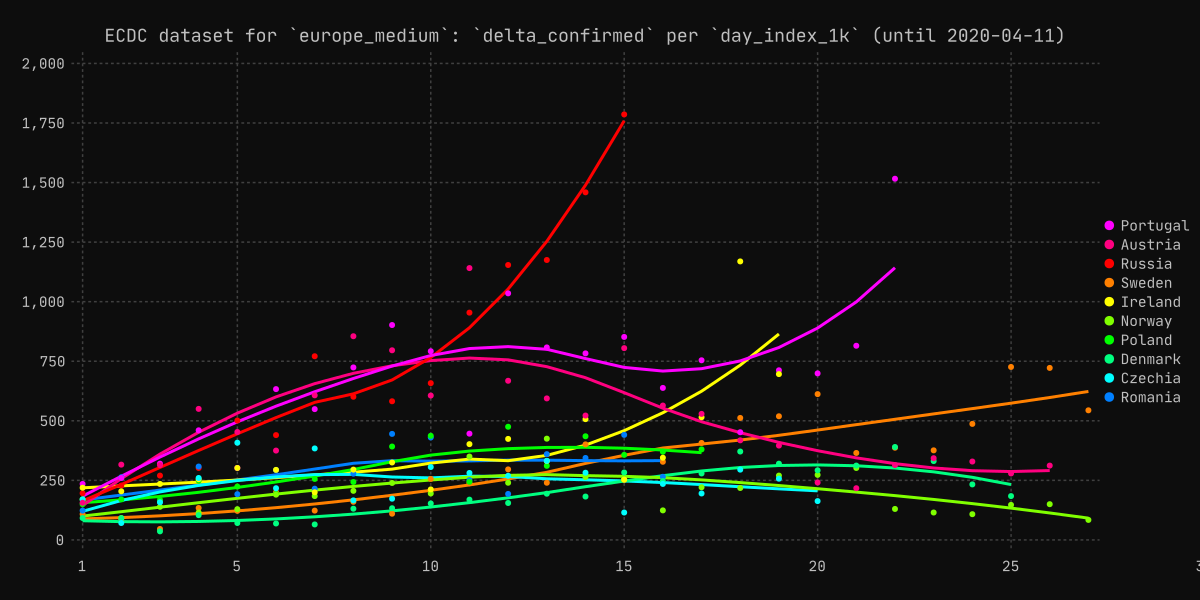 ECDC dataset for `europe_medium`: `delta_confirmed` per `day_index_1k` (until 2020-04-11)
2,000
1,750
1,500
1,250
1,000
750
500
250
0
1 5 10 15 20 25 3
Portugal
Austria
Russia
Sweden
Ireland
Norway
Poland
Denmark
Czechia
Romania